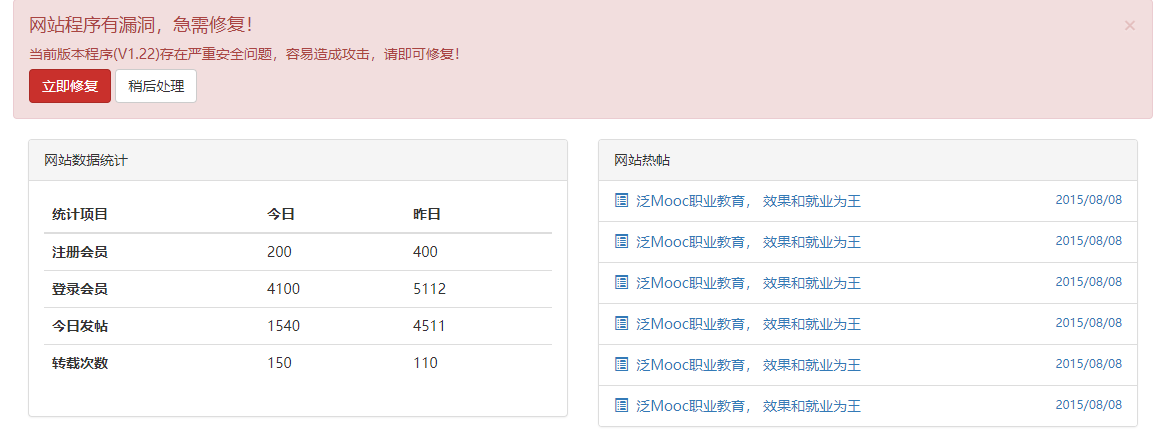 网站程序有漏洞，急需修复！
×
当前版本程序(V1.22)存在严重安全问题，容易造成攻击，请即可修复！
立即修复 稍后处理
网站数据统计
统计项目 今日 昨日
注册会员 200 400
登录会员 4100 5112
今日发帖 1540 4511
转载次数 150 110
网站热帖
泛Mooc职业教育， 效果和就业为王 2015/08/08
泛Mooc职业教育， 效果和就业为王 2015/08/08
泛Mooc职业教育， 效果和就业为王 2015/08/08
泛Mooc职业教育， 效果和就业为王 2015/08/08
泛Mooc职业教育， 效果和就业为王 2015/08/08
泛Mooc职业教育， 效果和就业为王 2015/08/08